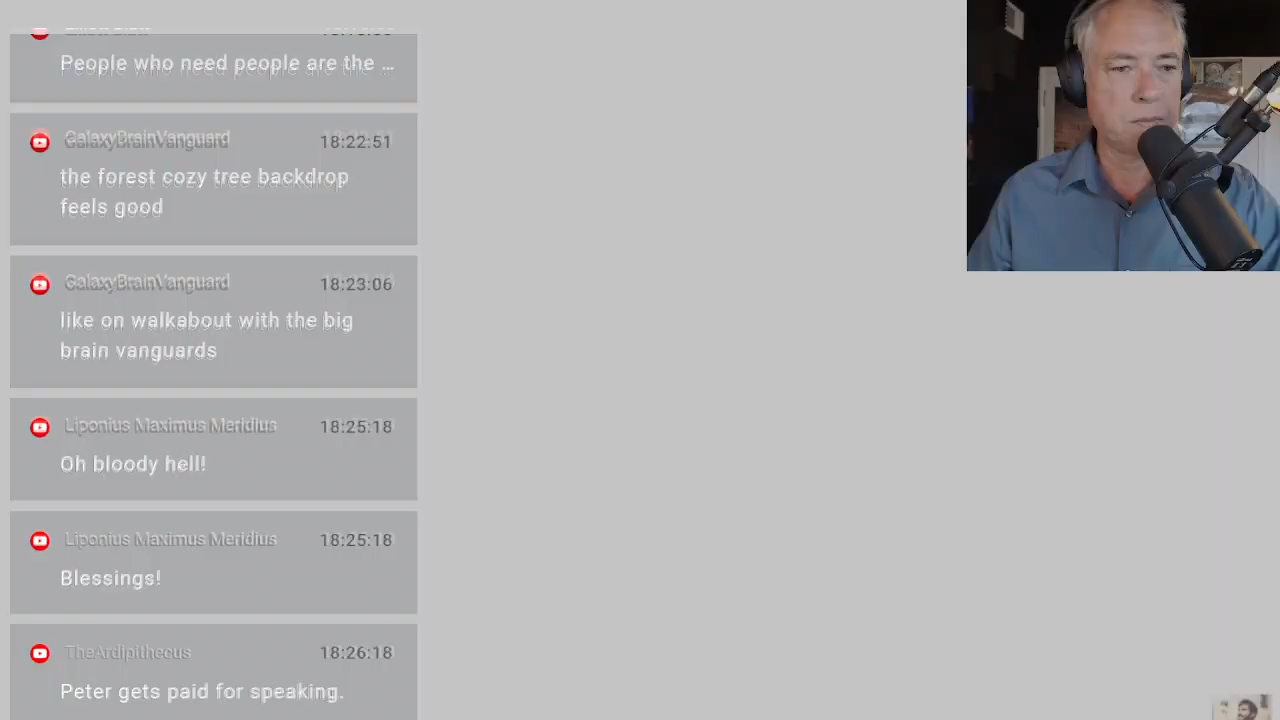 People who need people are the ...
GalaxyBrainVanguard 18:22:51
the forest cozy tree backdrop
feels good
GalaxyBrainVanguard 18:23:06
like on walkabout with the big
brain vanguards
Liponius Maximus Meridius 18:25:18
Oh bloody hell!
Liponius Maximus Meridius 18:25:18
Blessings!
TheArdipithecus 18:26:18
Peter gets paid for speaking.